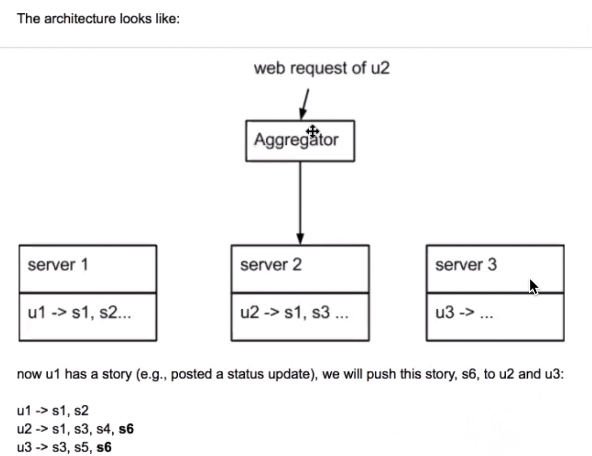 The architecture looks like:
web request of u2
Aggregator
server 1
server 2
server 3
u1 -> s1, s2...
u2 -> s1, s3 ...
u3 -> ...
now u1 has a story (e.g., posted a status update), we will push this story, s6, to u2 and u3:
u1 -> s1, s2
u2 -> s1, s3, s4, s6
u3 -> s3, s5, s6